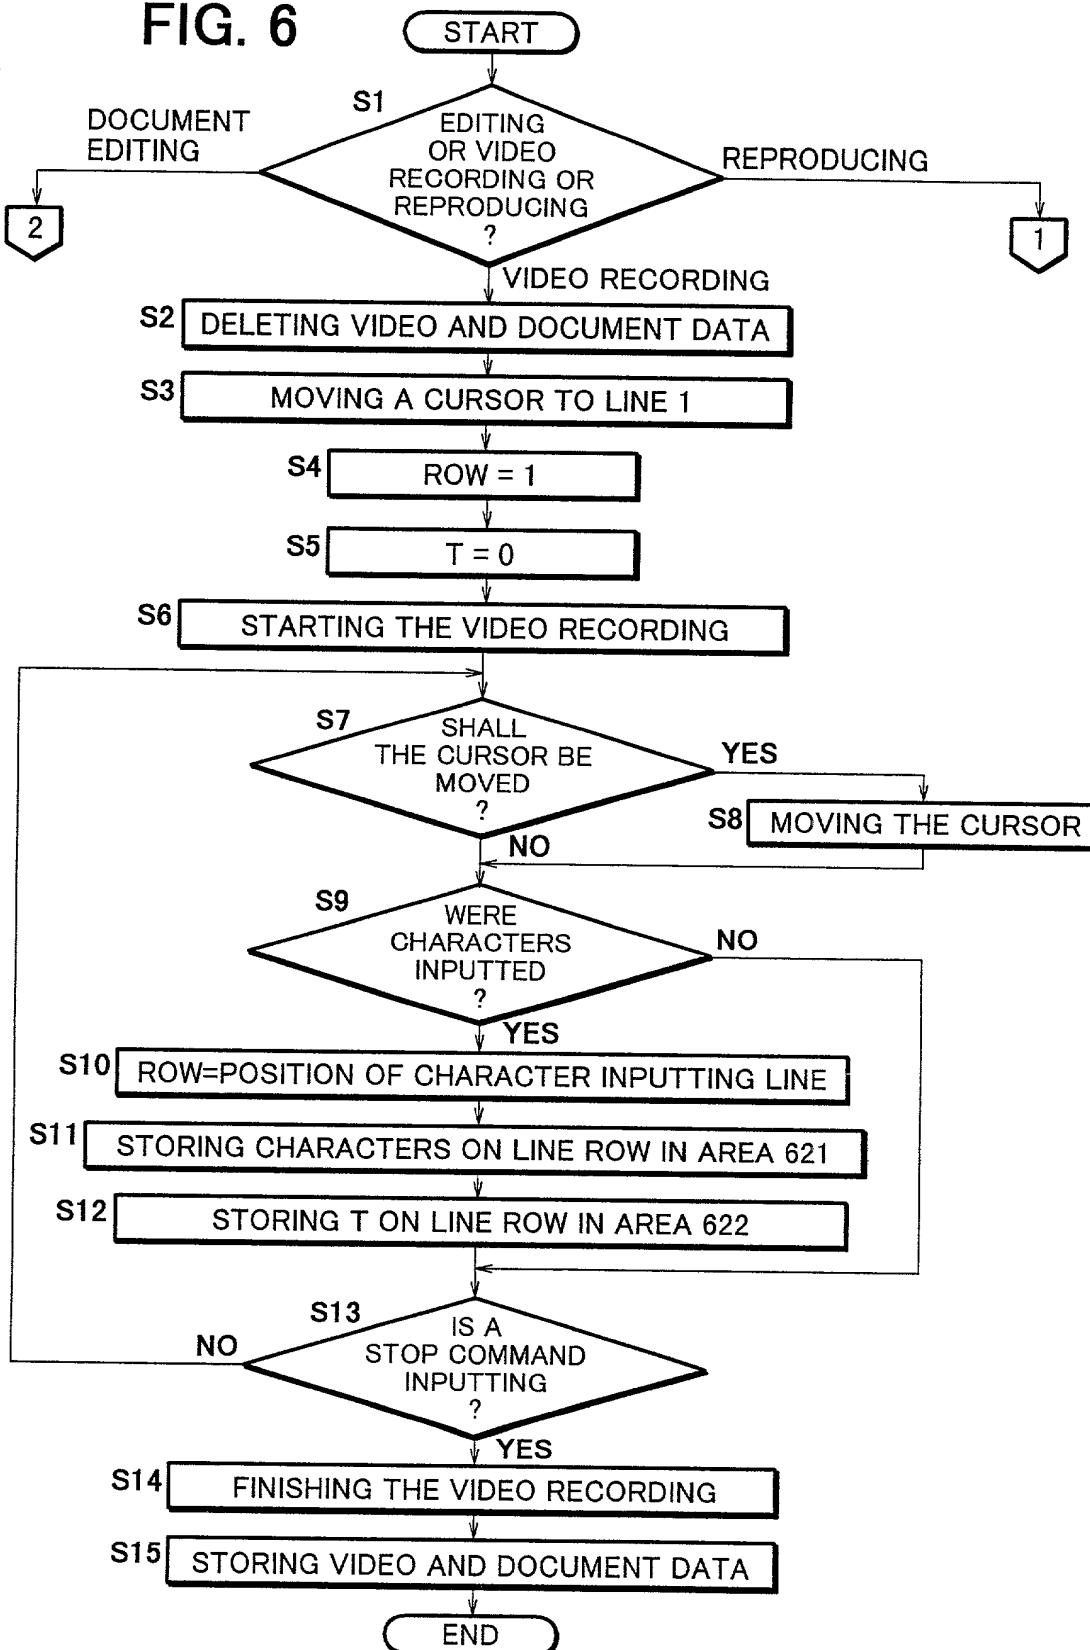 FIG. 6
START
S1
EDITING
OR VIDEO
RECORDING OR
REPRODUCING
?
DOCUMENT
EDITING
REPRODUCING
2
1
VIDEO RECORDING
S2
DELETING VIDEO AND DOCUMENT DATA
S3
MOVING A CURSOR TO LINE 1
S4
ROW = 1
S5
T = 0
S6
STARTING THE VIDEO RECORDING
S7
SHALL
THE CURSOR BE
MOVED
?
YES
S8
MOVING THE CURSOR
NO
S9
WERE
CHARACTERS
INPUTTED
?
NO
YES
S10
ROW=POSITION OF CHARACTER INPUTTING LINE
S11
STORING CHARACTERS ON LINE ROW IN AREA 621
S12
STORING T ON LINE ROW IN AREA 622
S13
IS A
STOP COMMAND
INPUTTING
?
NO
YES
S14
FINISHING THE VIDEO RECORDING
S15
STORING VIDEO AND DOCUMENT DATA
END